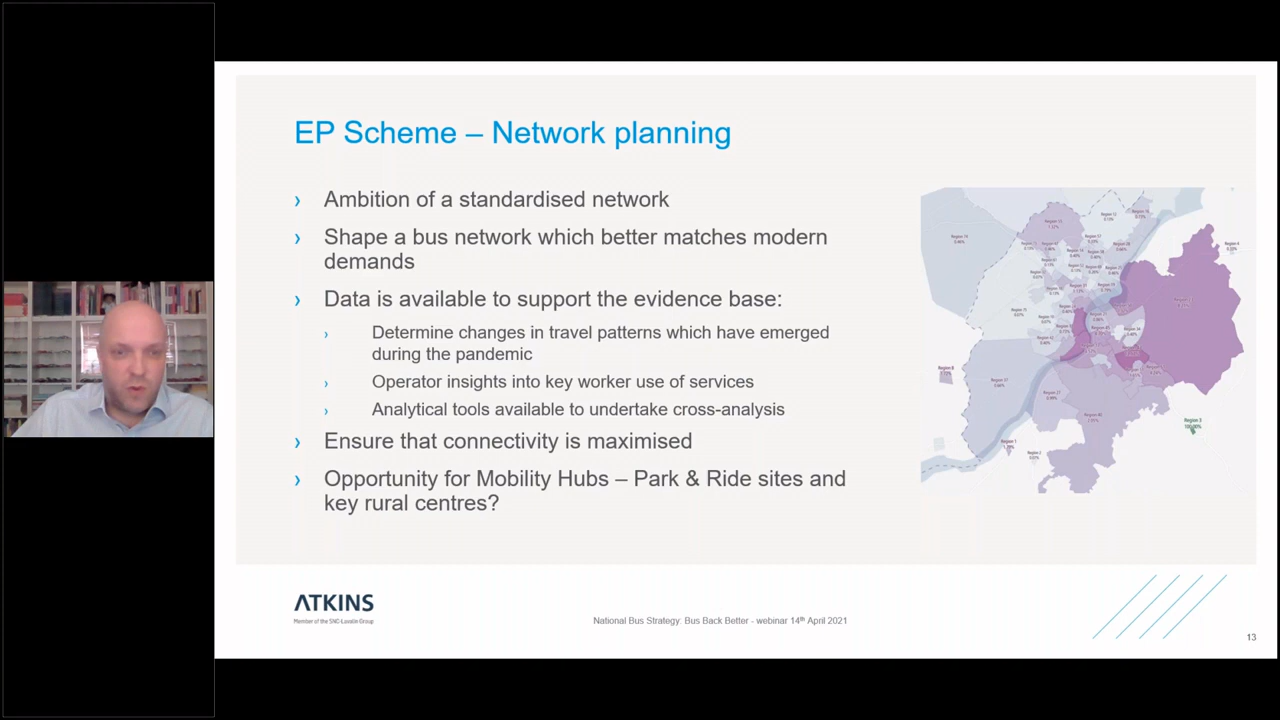 EP Scheme – Network planning
› Ambition of a standardised network
› Shape a bus network which better matches modern
demands
› Data is available to support the evidence base:
› Determine changes in travel patterns which have emerged
during the pandemic
› Operator insights into key worker use of services
› Analytical tools available to undertake cross-analysis
› Ensure that connectivity is maximised
› Opportunity for Mobility Hubs – Park & Ride sites and
key rural centres?
ATKINS
Member of the SNC-Lavalin Group
National Bus Strategy: Bus Back Better - webinar 14th April 2021
13